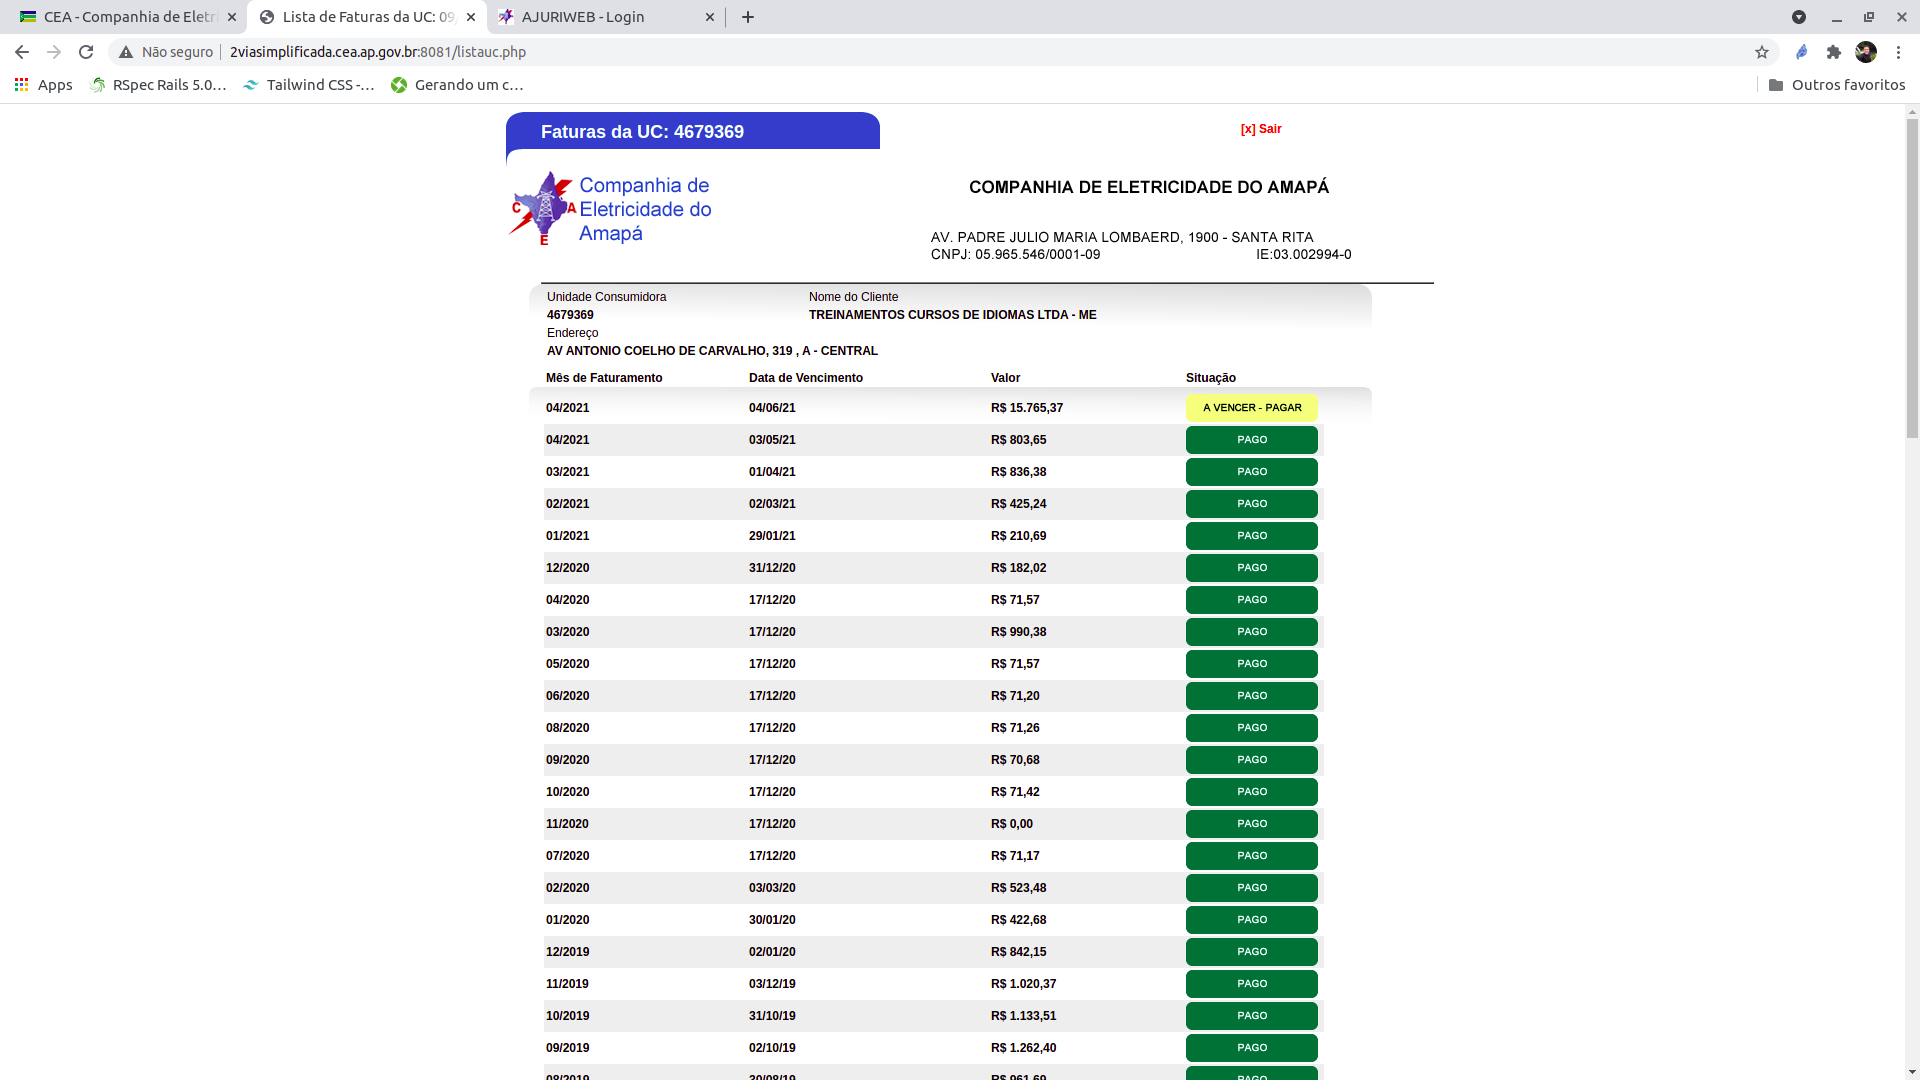 CEA - Companhia de Eletri
Lista de Faturas da UC: 09
AJURIWEB - Login
Não seguro
2viasimplificada.cea.ap.gov.br:8081/listauc.php
Apps
RSpec Rails 5.0...
Tailwind CSS -...
Gerando um c...
Outros favoritos
Faturas da UC: 4679369
[x] Sair
C A E
Companhia de
Eletricidade do
Amapá
COMPANHIA DE ELETRICIDADE DO AMAPÁ
AV. PADRE JULIO MARIA LOMBAERD, 1900 - SANTA RITA
CNPJ: 05.965.546/0001-09 IE:03.002994-0
Unidade Consumidora Nome do Cliente
4679369 TREINAMENTOS CURSOS DE IDIOMAS LTDA - ME
Endereço
AV ANTONIO COELHO DE CARVALHO, 319 , A - CENTRAL
Mês de Faturamento Data de Vencimento Valor Situação
04/2021 04/06/21 R$ 15.765,37 A VENCER - PAGAR
04/2021 03/05/21 R$ 803,65 PAGO
03/2021 01/04/21 R$ 836,38 PAGO
02/2021 02/03/21 R$ 425,24 PAGO
01/2021 29/01/21 R$ 210,69 PAGO
12/2020 31/12/20 R$ 182,02 PAGO
04/2020 17/12/20 R$ 71,57 PAGO
03/2020 17/12/20 R$ 990,38 PAGO
05/2020 17/12/20 R$ 71,57 PAGO
06/2020 17/12/20 R$ 71,20 PAGO
08/2020 17/12/20 R$ 71,26 PAGO
09/2020 17/12/20 R$ 70,68 PAGO
10/2020 17/12/20 R$ 71,42 PAGO
11/2020 17/12/20 R$ 0,00 PAGO
07/2020 17/12/20 R$ 71,17 PAGO
02/2020 03/03/20 R$ 523,48 PAGO
01/2020 30/01/20 R$ 422,68 PAGO
12/2019 02/01/20 R$ 842,15 PAGO
11/2019 03/12/19 R$ 1.020,37 PAGO
10/2019 31/10/19 R$ 1.133,51 PAGO
09/2019 02/10/19 R$ 1.262,40 PAGO
08/2019 30/08/19 R$ 961,69 PAGO